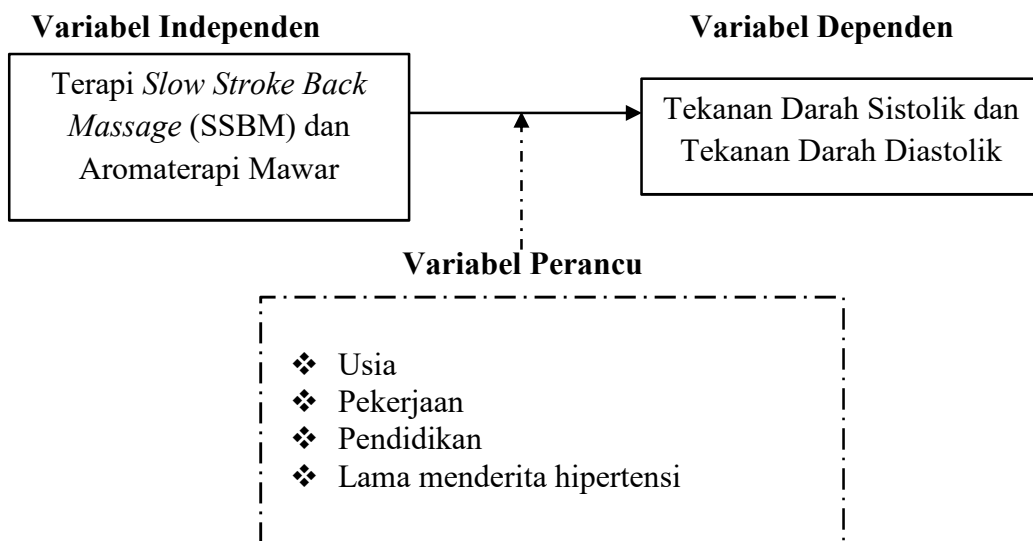 Variabel Independen
Variabel Dependen
Terapi Slow Stroke Back
Massage (SSBM) dan
Aromaterapi Mawar
Tekanan Darah Sistolik dan
Tekanan Darah Diastolik
Variabel Perancu
❖ Usia
❖ Pekerjaan
❖ Pendidikan
❖ Lama menderita hipertensi